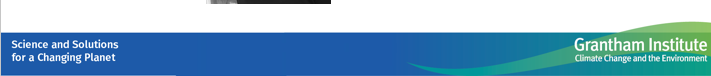 Science and Solutions
for a Changing Planet
Grantham Institute
Climate Change and the Environment